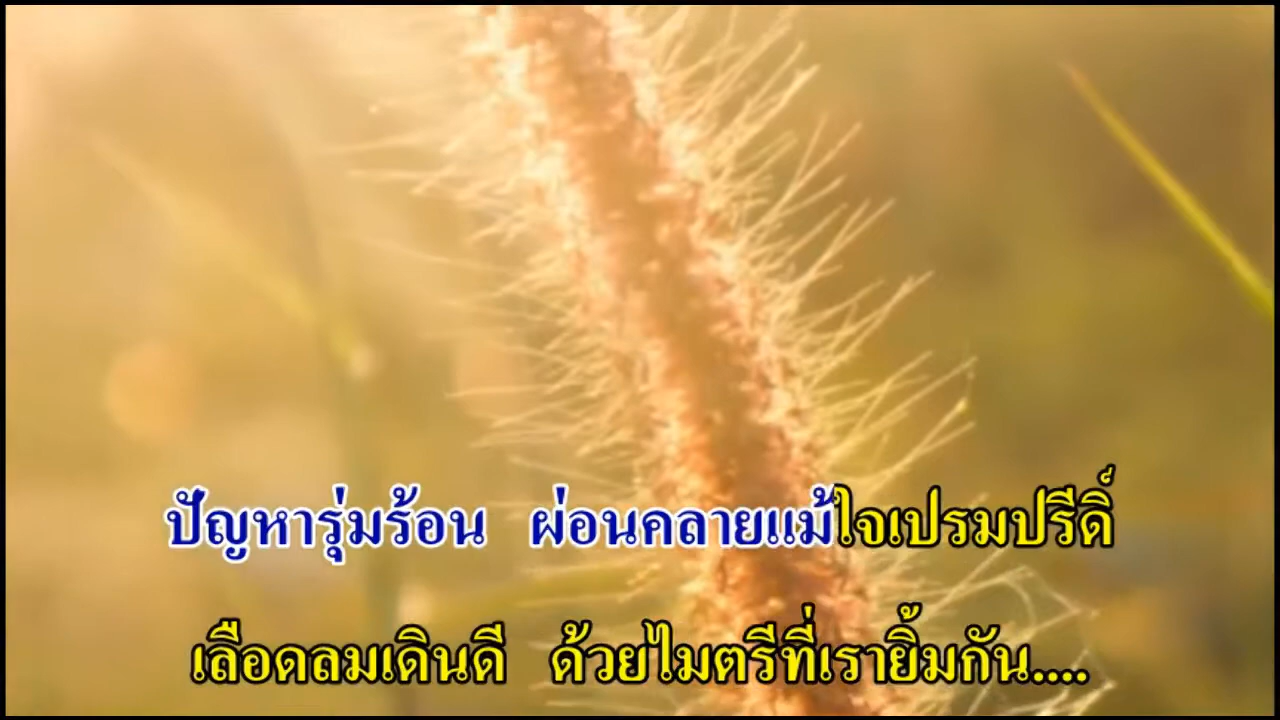 ปัญหารุ่มร้อน ผ่อนคลายแม้ใจเปรมปรีดิ์
เลือดลมเดินดี ด้วยไมตรีที่เรายิ้มกัน....